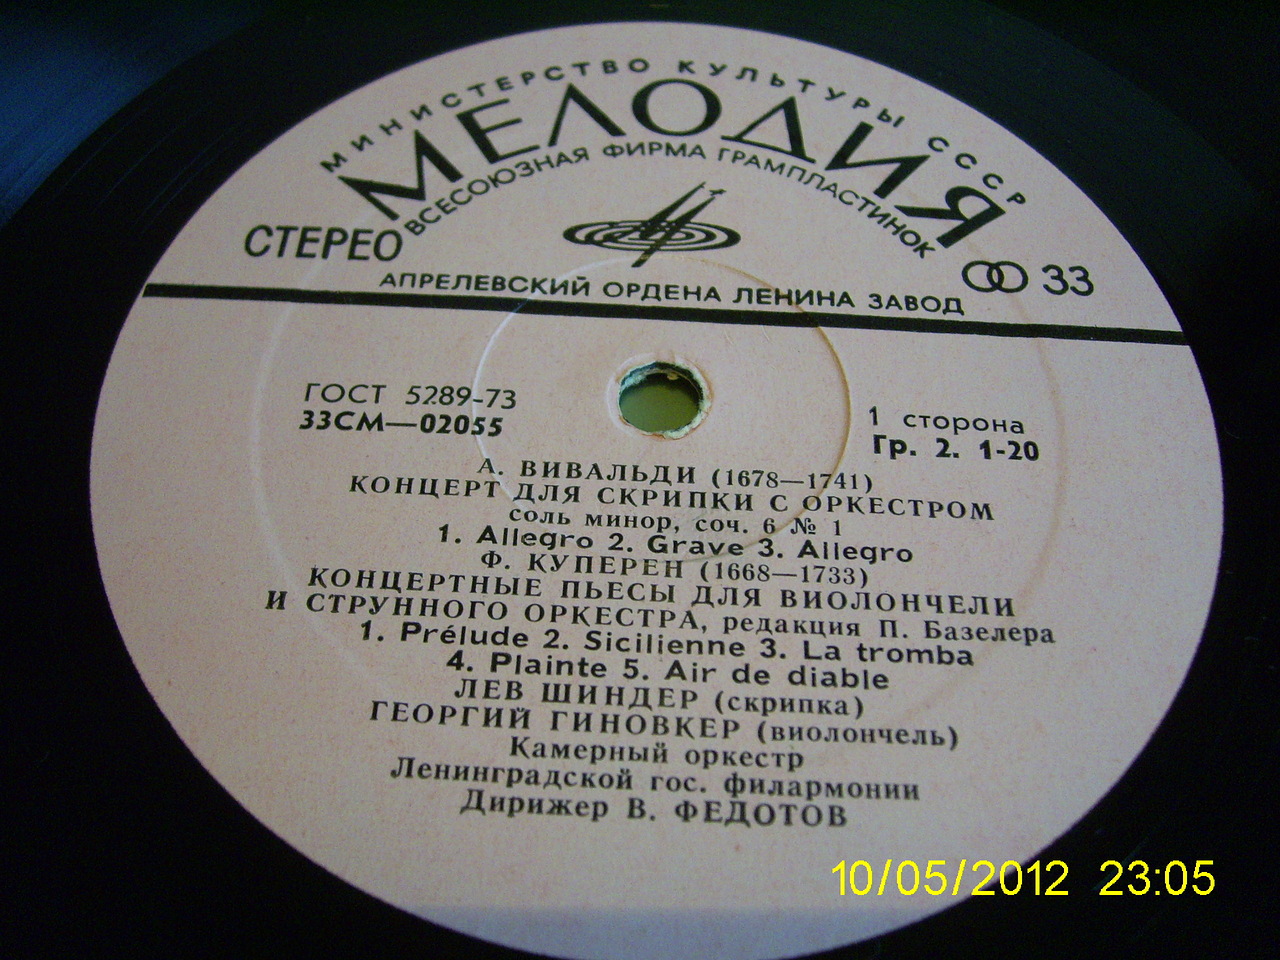 МИНИСТЕРСТВО КУЛЬТУРЫ СССР
МЕЛОДИЯ
ВСЕСОЮЗНАЯ ФИРМА ГРАМПЛАСТИНОК
СТЕРЕО
33
АПРЕЛЕВСКИЙ ОРДЕНА ЛЕНИНА ЗАВОД
ГОСТ 5289-73
33СМ—02055
1 сторона
Гр. 2. 1-20
А. ВИВАЛЬДИ (1678—1741)
КОНЦЕРТ ДЛЯ СКРИПКИ С ОРКЕСТРОМ
соль минор, соч. 6 № 1
1. Allegro 2. Grave 3. Allegro
Ф. КУПЕРЕН (1668—1733)
КОНЦЕРТНЫЕ ПЬЕСЫ ДЛЯ ВИОЛОНЧЕЛИ
И СТРУННОГО ОРКЕСТРА, редакция П. Базелера
1. Prélude 2. Sicilienne 3. La tromba
4. Plainte 5. Air de diable
ЛЕВ ШИНДЕР (скрипка)
ГЕОРГИЙ ГИНОВКЕР (виолончель)
Камерный оркестр
Ленинградской гос. филармонии
Дирижер В. ФЕДОТОВ
10/05/2012 23:05